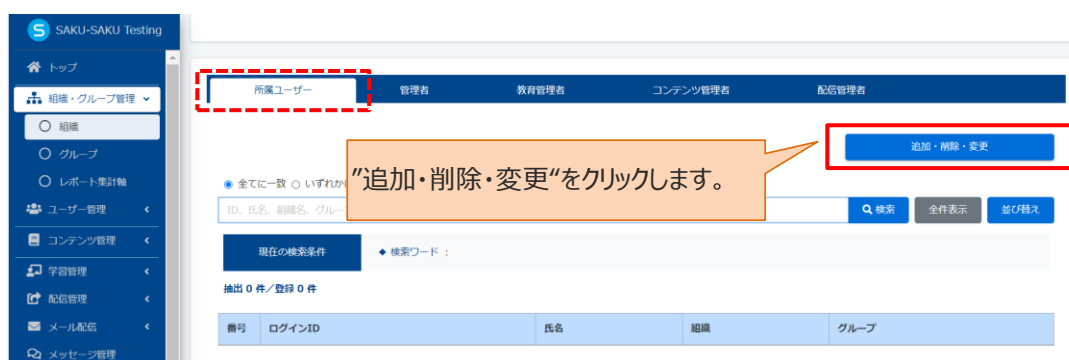 SAKU-SAKU Testing
トップ
組織・グループ管理
組織
グループ
レポート集計軸
ユーザー管理
コンテンツ管理
学習管理
配信管理
メール配信
メッセージ管理
所属ユーザー 管理者 教育管理者 コンテンツ管理者 配信管理者
追加・削除・変更
”追加・削除・変更“をクリックします。
全てに一致 いずれか
ID、氏名、組織名、グルー
検索 全件表示 並び替え
現在の検索条件 ◆ 検索ワード ：
抽出 0 件／登録 0 件
番号 ログインID 氏名 組織 グループ